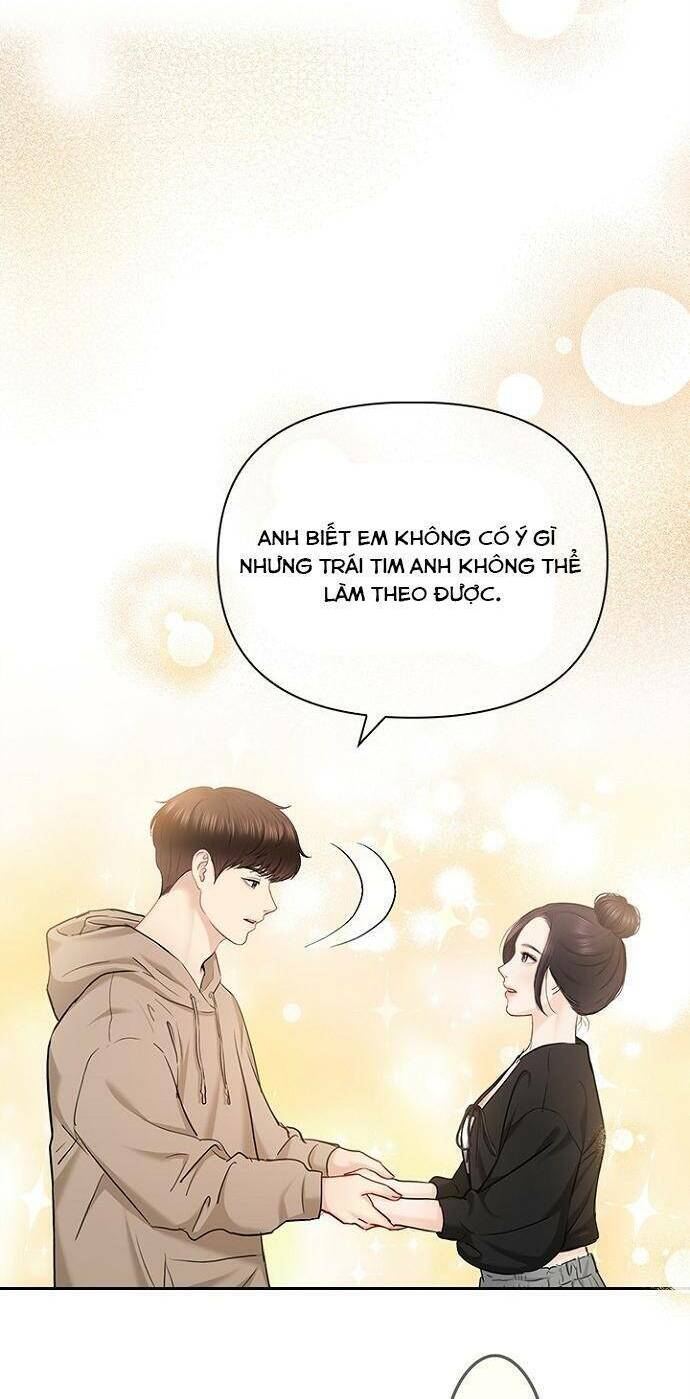 ANH BIẾT EM KHÔNG CÓ Ý GÌ
NHƯNG TRÁI TIM ANH KHÔNG THỂ
LÀM THEO ĐƯỢC.